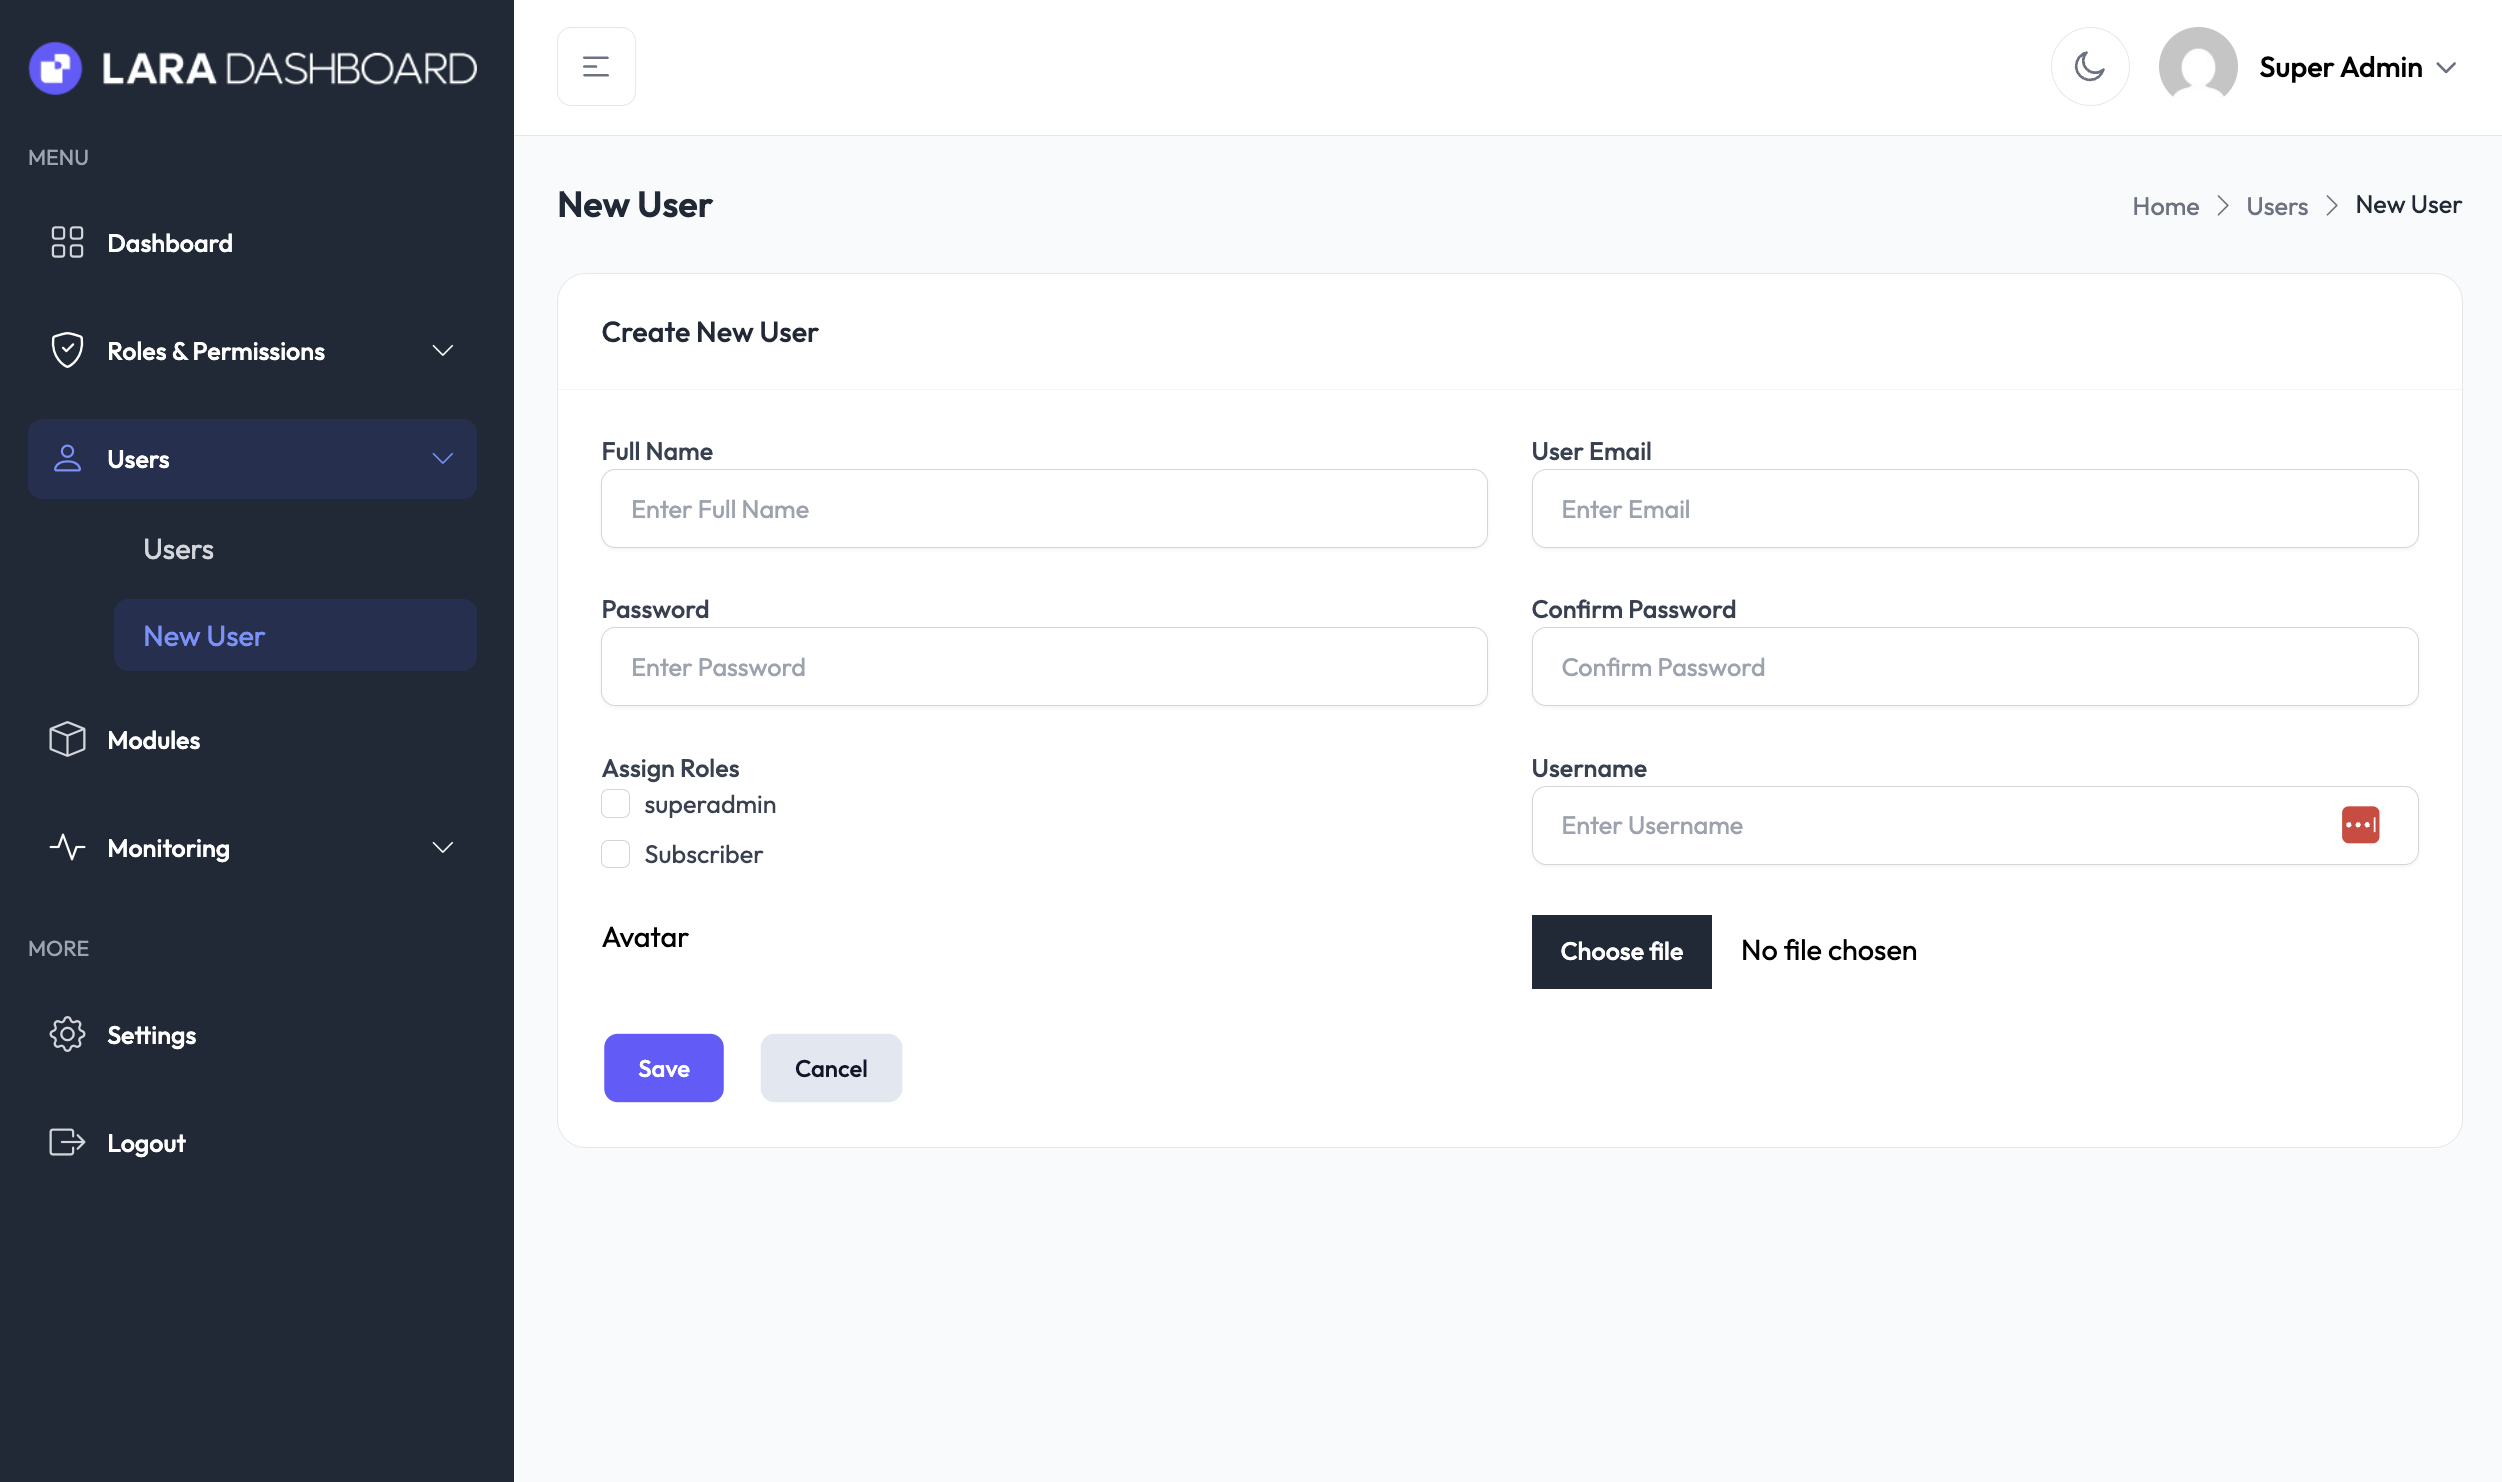 LARA DASHBOARD
MENU
Dashboard
Roles & Permissions
Users
Users
New User
Modules
Monitoring
MORE
Settings
Logout
Super Admin
New User
Home > Users > New User
Create New User
Full Name
Enter Full Name
User Email
Enter Email
Password
Enter Password
Confirm Password
Confirm Password
Assign Roles
superadmin
Subscriber
Username
Enter Username
Avatar
Choose file No file chosen
Save
Cancel